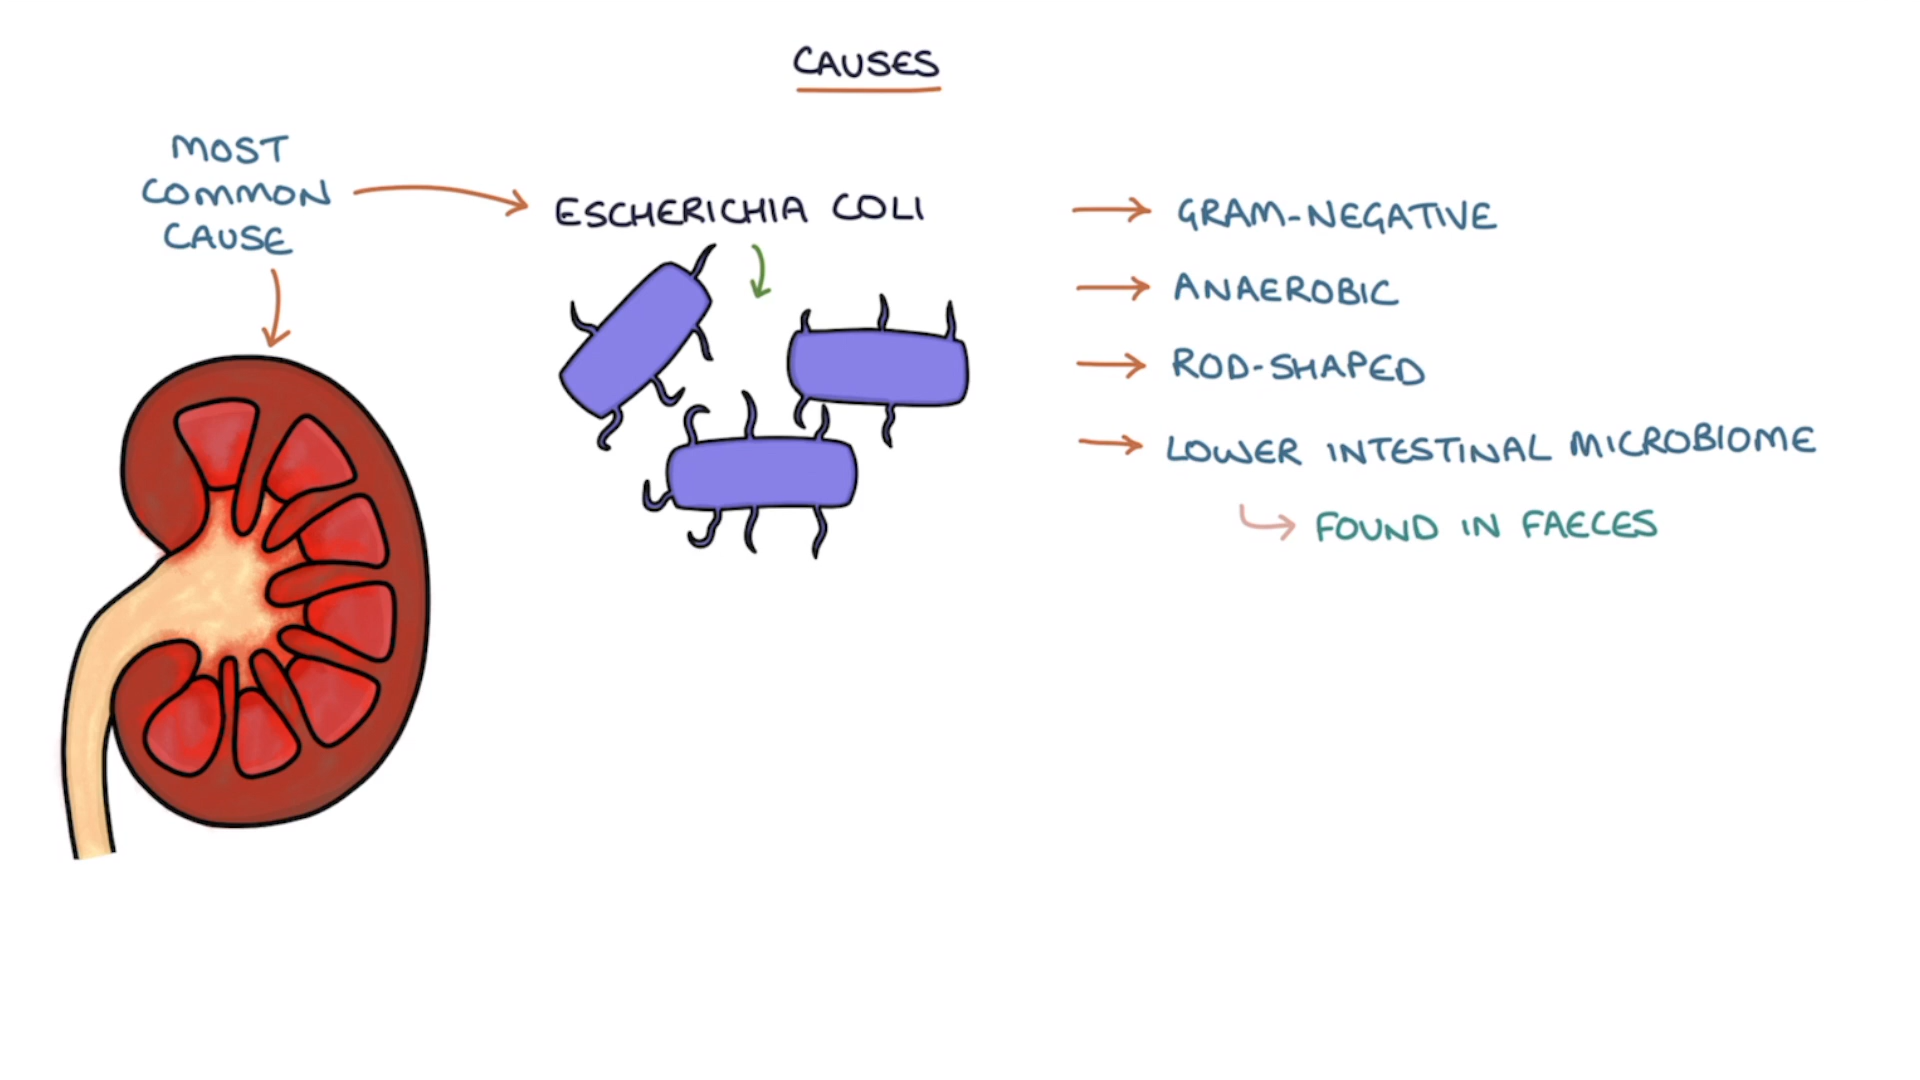 CAUSES
MOST
COMMON
CAUSE
ESCHERICHIA COLI
GRAM-NEGATIVE
ANAEROBIC
ROD-SHAPED
LOWER INTESTINAL MICROBIOME
FOUND IN FAECES